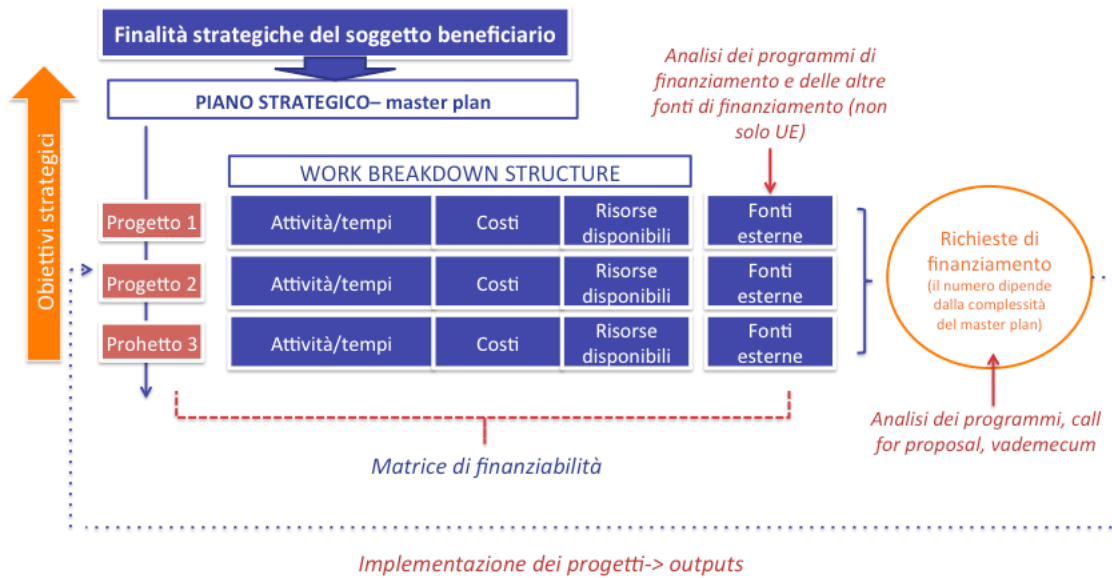 Finalità strategiche del soggetto beneficiario
PIANO STRATEGICO– master plan
Analisi dei programmi di
finanziamento e delle altre
fonti di finanziamento (non
solo UE)
Obiettivi strategici
WORK BREAKDOWN STRUCTURE
Progetto 1
Attività/tempi
Costi
Risorse
disponibili
Fonti
esterne
Progetto 2
Attività/tempi
Costi
Risorse
disponibili
Fonti
esterne
Prohetto 3
Attività/tempi
Costi
Risorse
disponibili
Fonti
esterne
Richieste di
finanziamento
(il numero dipende
dalla complessità
del master plan)
Analisi dei programmi, call
for proposal, vademecum
Matrice di finanziabilità
Implementazione dei progetti-> outputs